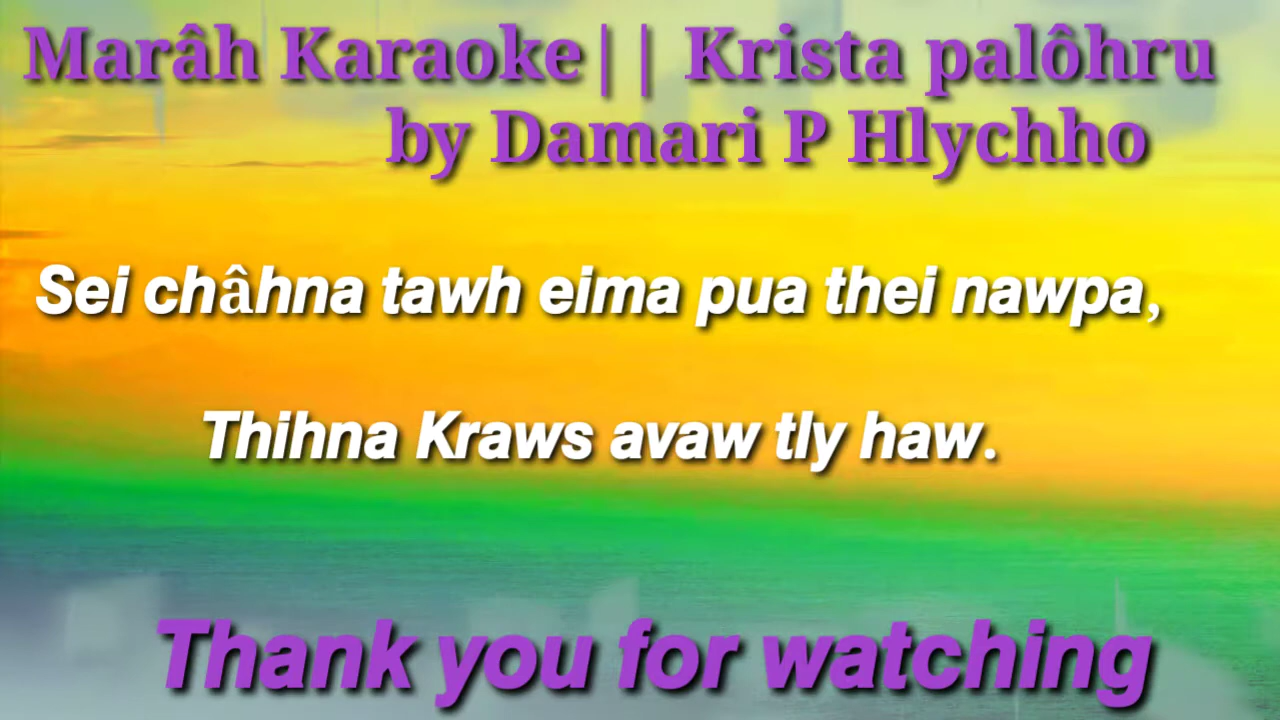 Marâh Karaoke|| Krista palôhru
by Damari P Hlychho
Sei châhna tawh eima pua thei nawpa,
Thihna Kraws avaw tly haw.
Thank you for watching